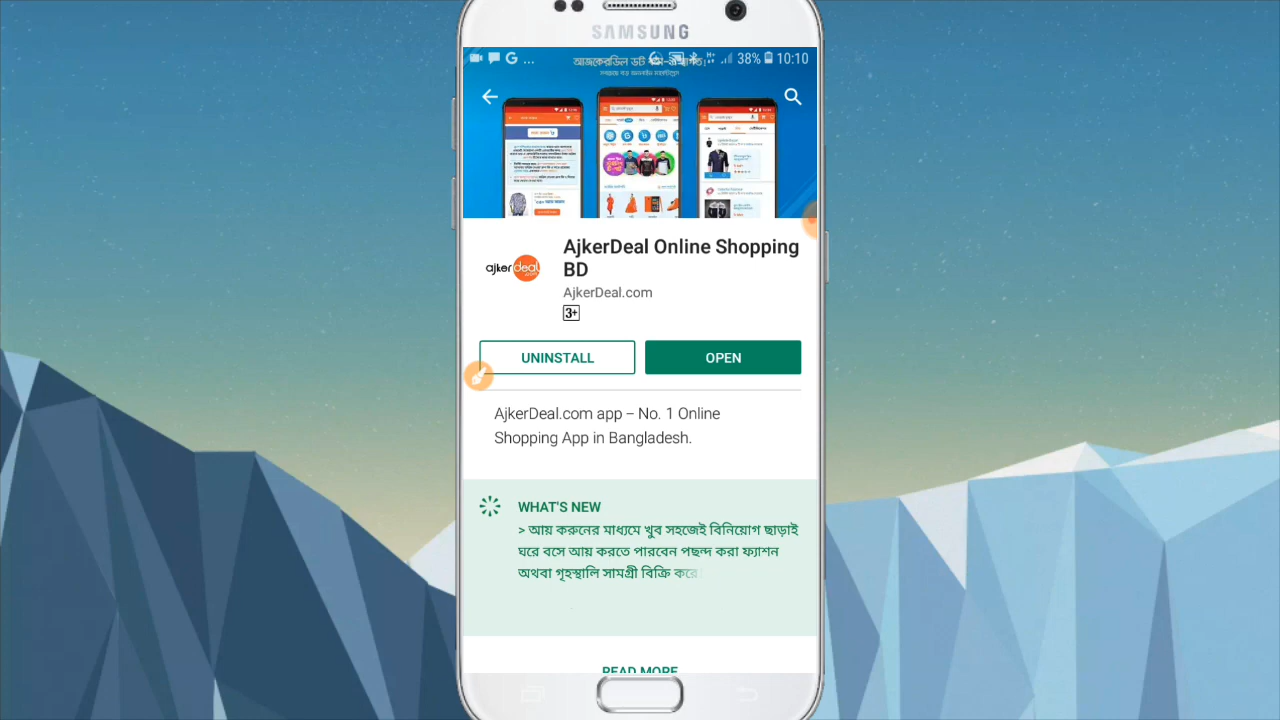 SAMSUNG
38% 10:10
AjkerDeal Online Shopping
BD
ajkerdeal
AjkerDeal.com
3+
UNINSTALL
OPEN
AjkerDeal.com app – No. 1 Online
Shopping App in Bangladesh.
WHAT'S NEW
> আয় করুনের মাধ্যমে খুব সহজেই বিনিয়োগ ছাড়াই
ঘরে বসে আয় করতে পারবেন পছন্দ করা ফ্যাশন
অথবা গৃহস্থালি সামগ্রী বিক্রি করে
READ MORE